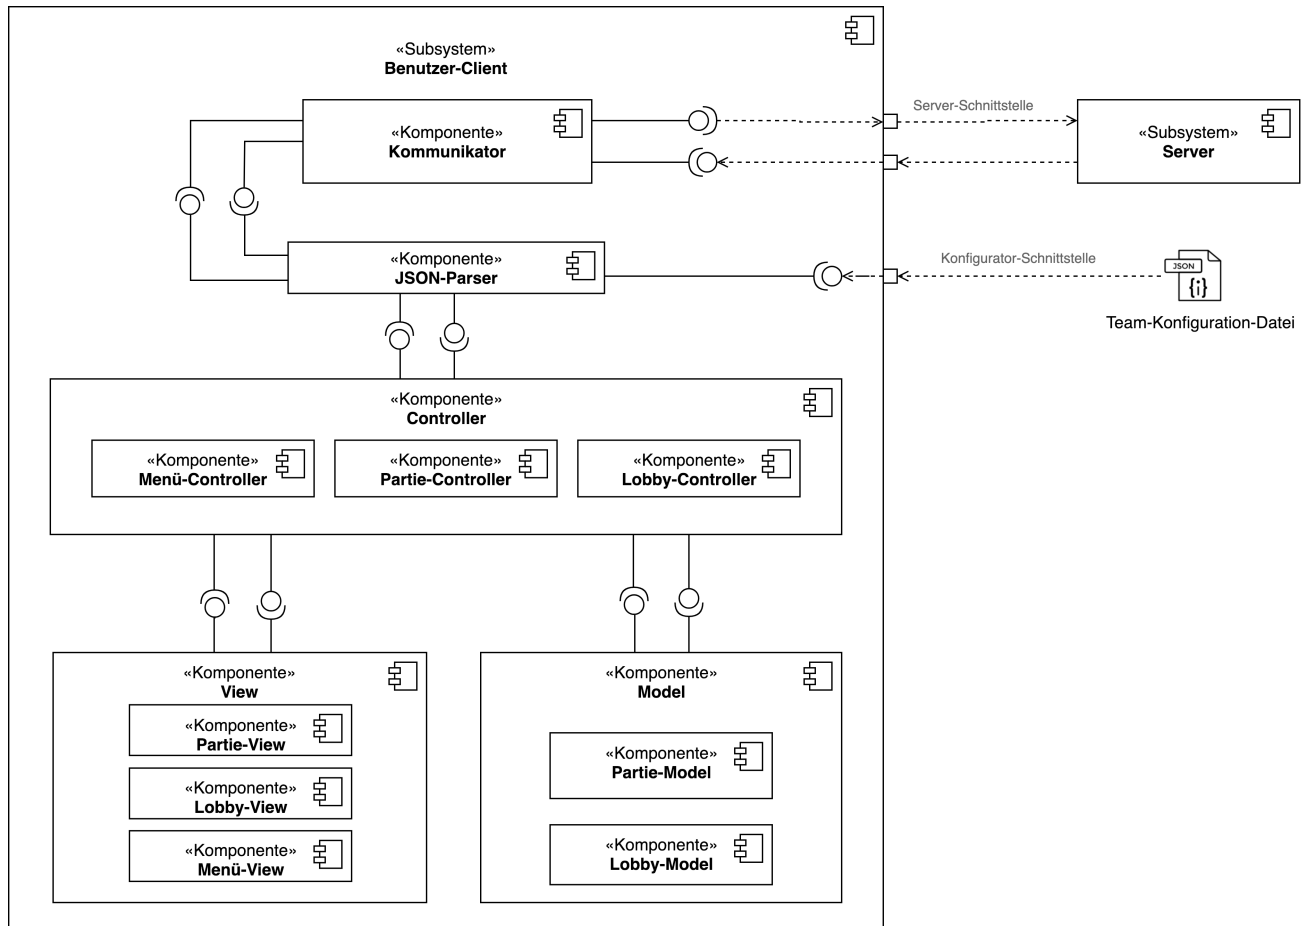 «Subsystem»
Benutzer-Client
Server-Schnittstelle
«Komponente»
Kommunikator
«Subsystem»
Server
«Komponente»
JSON-Parser
Konfigurator-Schnittstelle
JSON
{i}
Team-Konfiguration-Datei
«Komponente»
Controller
«Komponente»
Menü-Controller
«Komponente»
Partie-Controller
«Komponente»
Lobby-Controller
«Komponente»
View
«Komponente»
Partie-View
«Komponente»
Lobby-View
«Komponente»
Menü-View
«Komponente»
Model
«Komponente»
Partie-Model
«Komponente»
Lobby-Model